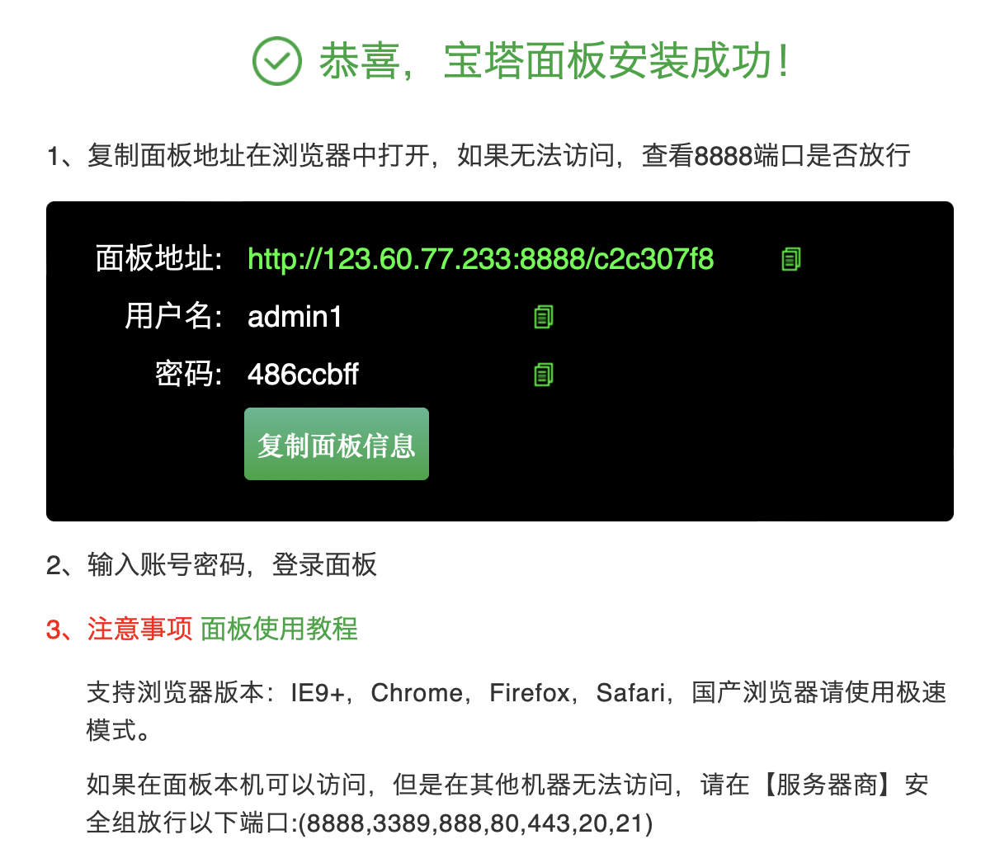 恭喜，宝塔面板安装成功！
1、复制面板地址在浏览器中打开，如果无法访问，查看8888端口是否放行
面板地址： http://123.60.77.233:8888/c2c307f8
用户名： admin1
密码： 486ccbff
复制面板信息
2、输入账号密码，登录面板
3、注意事项 面板使用教程
支持浏览器版本：IE9+，Chrome，Firefox，Safari，国产浏览器请使用极速
模式。
如果在面板本机可以访问，但是在其他机器无法访问，请在【服务器商】安
全组放行以下端口:(8888,3389,888,80,443,20,21)